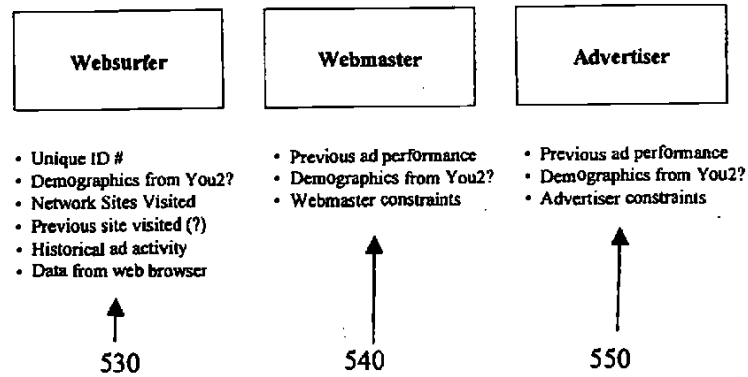 Websurfer
Webmaster
Advertiser
• Unique ID #
• Demographics from You2?
• Network Sites Visited
• Previous site visited (?)
• Historical ad activity
• Data from web browser
• Previous ad performance
• Demographics from You2?
• Webmaster constraints
• Previous ad performance
• Demographics from You2?
• Advertiser constraints
530
540
550